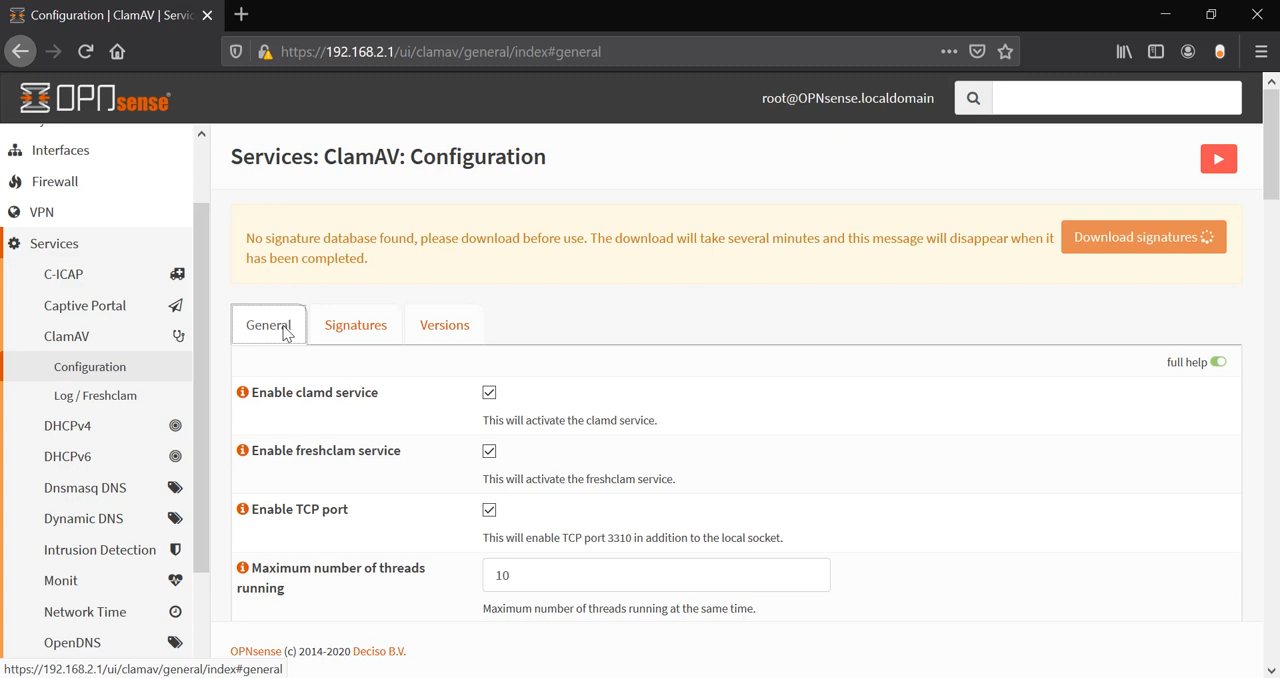 Configuration | ClamAV | Servic
https://192.168.2.1/ui/clamav/general/index#general
OPNsense
root@OPNsense.localdomain
Interfaces
Firewall
VPN
Services
C-ICAP
Captive Portal
ClamAV
Configuration
Log / Freshclam
DHCPv4
DHCPv6
Dnsmasq DNS
Dynamic DNS
Intrusion Detection
Monit
Network Time
OpenDNS
Services: ClamAV: Configuration
No signature database found, please download before use. The download will take several minutes and this message will disappear when it
has been completed.
Download signatures
General
Signatures
Versions
full help
Enable clamd service
This will activate the clamd service.
Enable freshclam service
This will activate the freshclam service.
Enable TCP port
This will enable TCP port 3310 in addition to the local socket.
Maximum number of threads
running
10
Maximum number of threads running at the same time.
OPNsense (c) 2014-2020 Deciso B.V.
https://192.168.2.1/ui/clamav/general/index#general